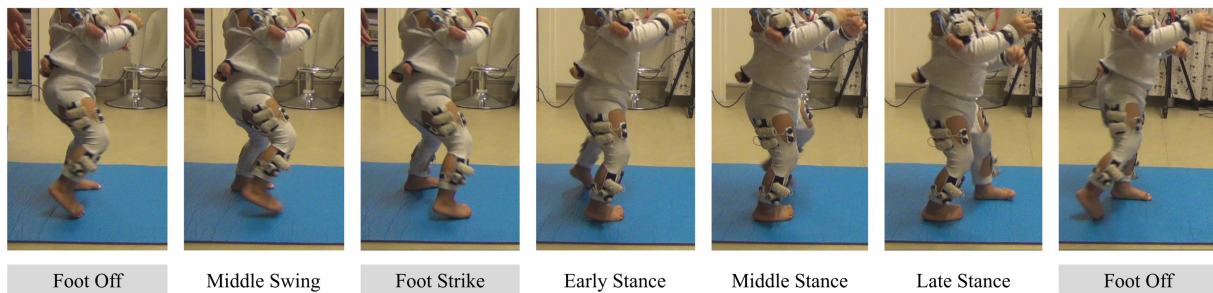 Foot Off
Middle Swing
Foot Strike
Early Stance
Middle Stance
Late Stance
Foot Off